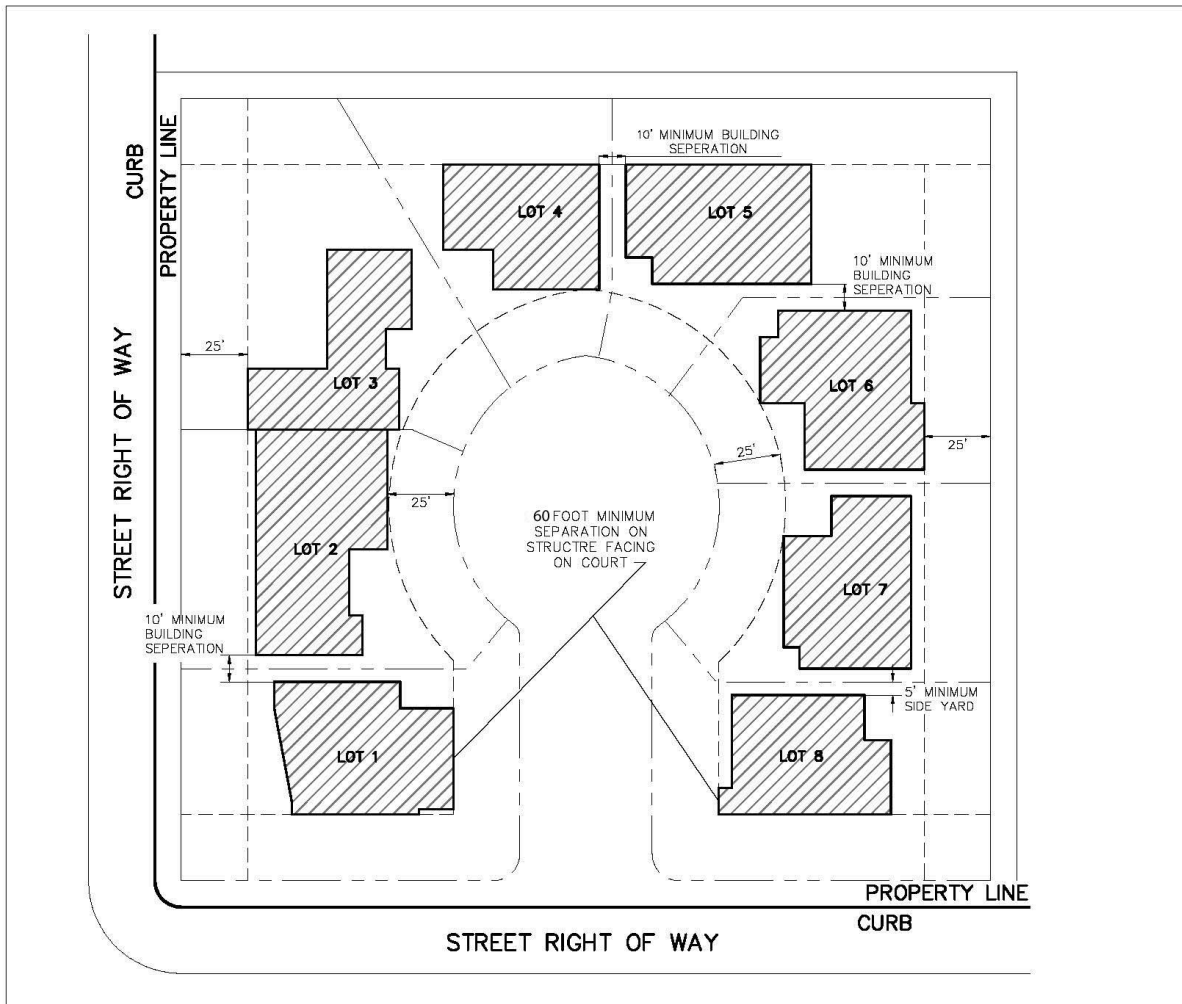 CURB
PROPERTY LINE
STREET RIGHT OF WAY
10' MINIMUM BUILDING
SEPERATION
LOT 4
LOT 5
10' MINIMUM
BUILDING
SEPERATION
25'
LOT 3
LOT 6
25'
25'
25'
60 FOOT MINIMUM
SEPARATION ON
STRUCTRE FACING
ON COURT
LOT 2
LOT 7
10' MINIMUM
BUILDING
SEPERATION
5' MINIMUM
SIDE YARD
LOT 1
LOT 8
PROPERTY LINE
CURB
STREET RIGHT OF WAY